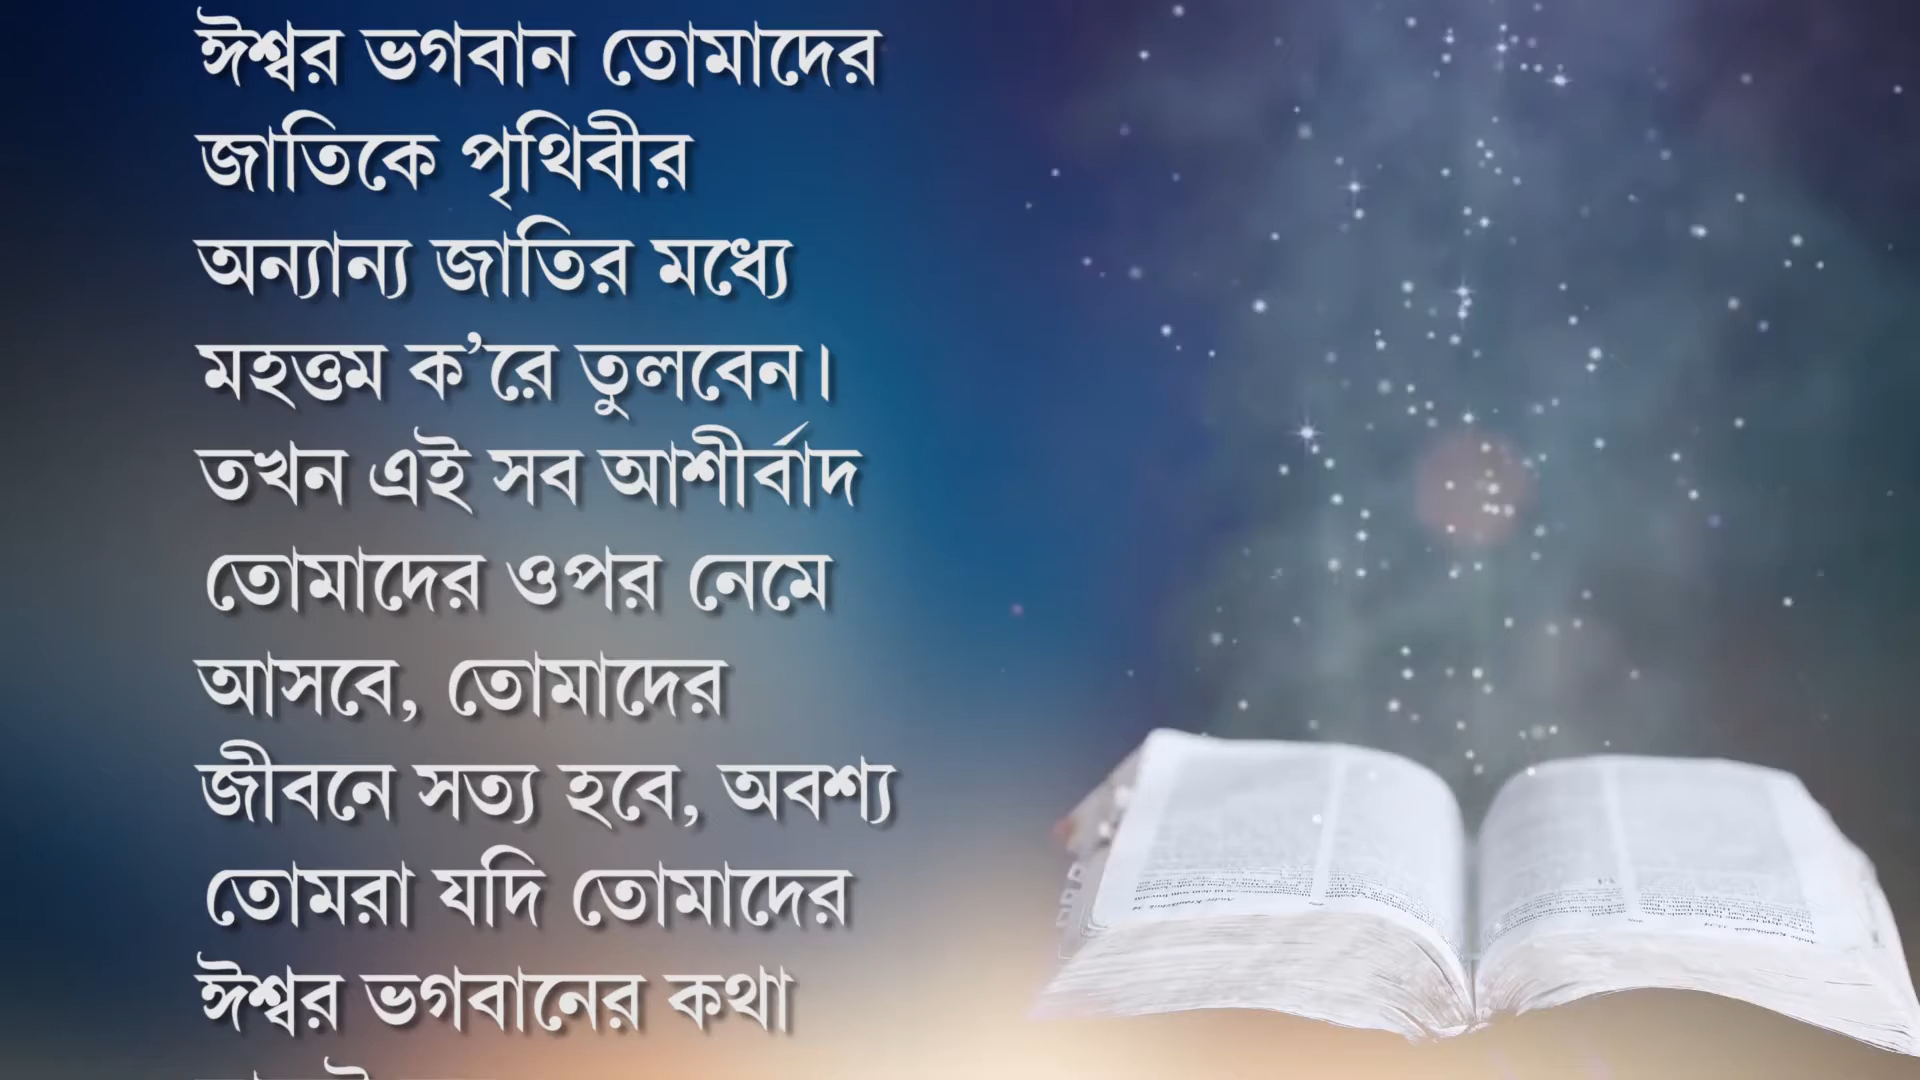 ঈশ্বর ভগবান তোমাদের
জাতিকে পৃথিবীর
অন্যান্য জাতির মধ্যে
মহত্তম ক’রে তুলবেন।
তখন এই সব আশীর্বাদ
তোমাদের ওপর নেমে
আসবে, তোমাদের
জীবনে সত্য হবে, অবশ্য
তোমরা যদি তোমাদের
ঈশ্বর ভগবানের কথা